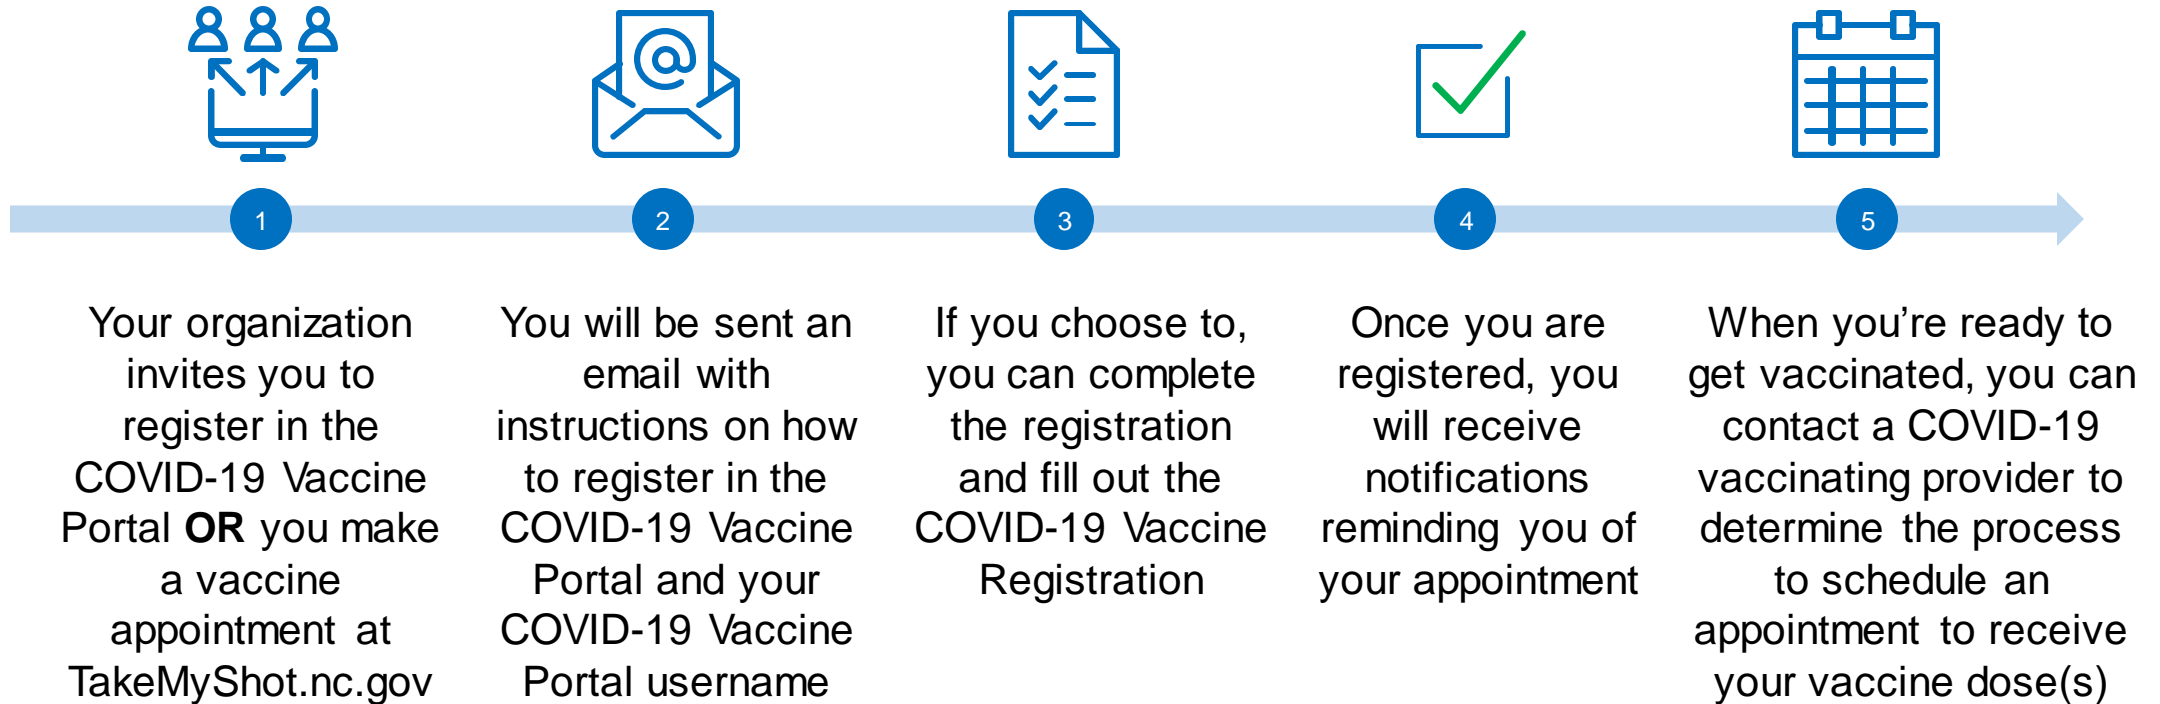 1
Your organization
invites you to
register in the
COVID-19 Vaccine
Portal OR you make
a vaccine
appointment at
TakeMyShot.nc.gov
2
You will be sent an
email with
instructions on how
to register in the
COVID-19 Vaccine
Portal and your
COVID-19 Vaccine
Portal username
3
If you choose to,
you can complete
the registration
and fill out the
COVID-19 Vaccine
Registration
4
Once you are
registered, you
will receive
notifications
reminding you of
your appointment
5
When you’re ready to
get vaccinated, you can
contact a COVID-19
vaccinating provider to
determine the process
to schedule an
appointment to receive
your vaccine dose(s)